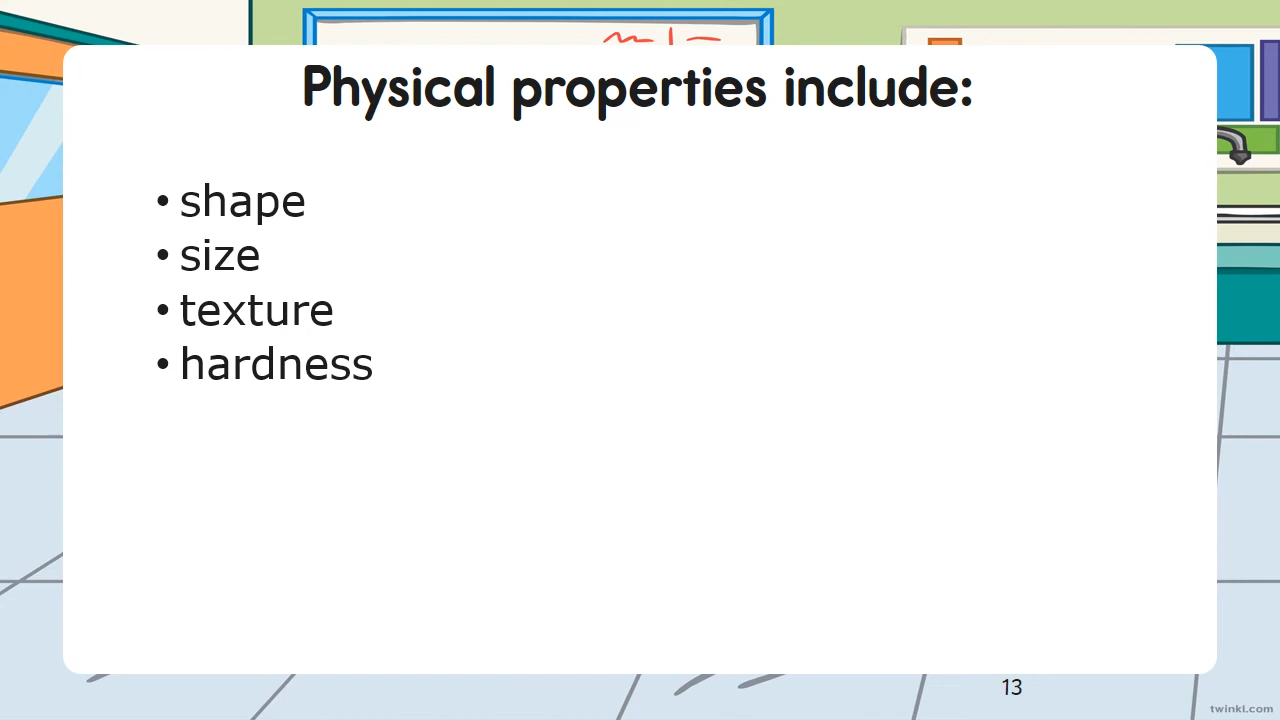 Physical properties include:
• shape
• size
• texture
• hardness
13
twinkl.com